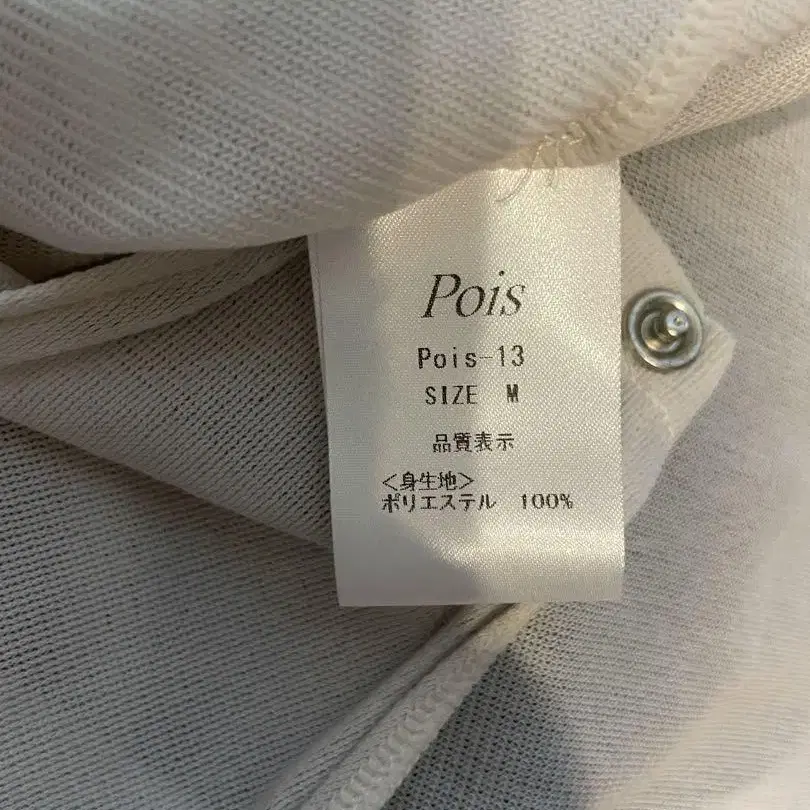 Pois
Pois-13
SIZE M
品質表示
<身生地>
ポリエステル 100%